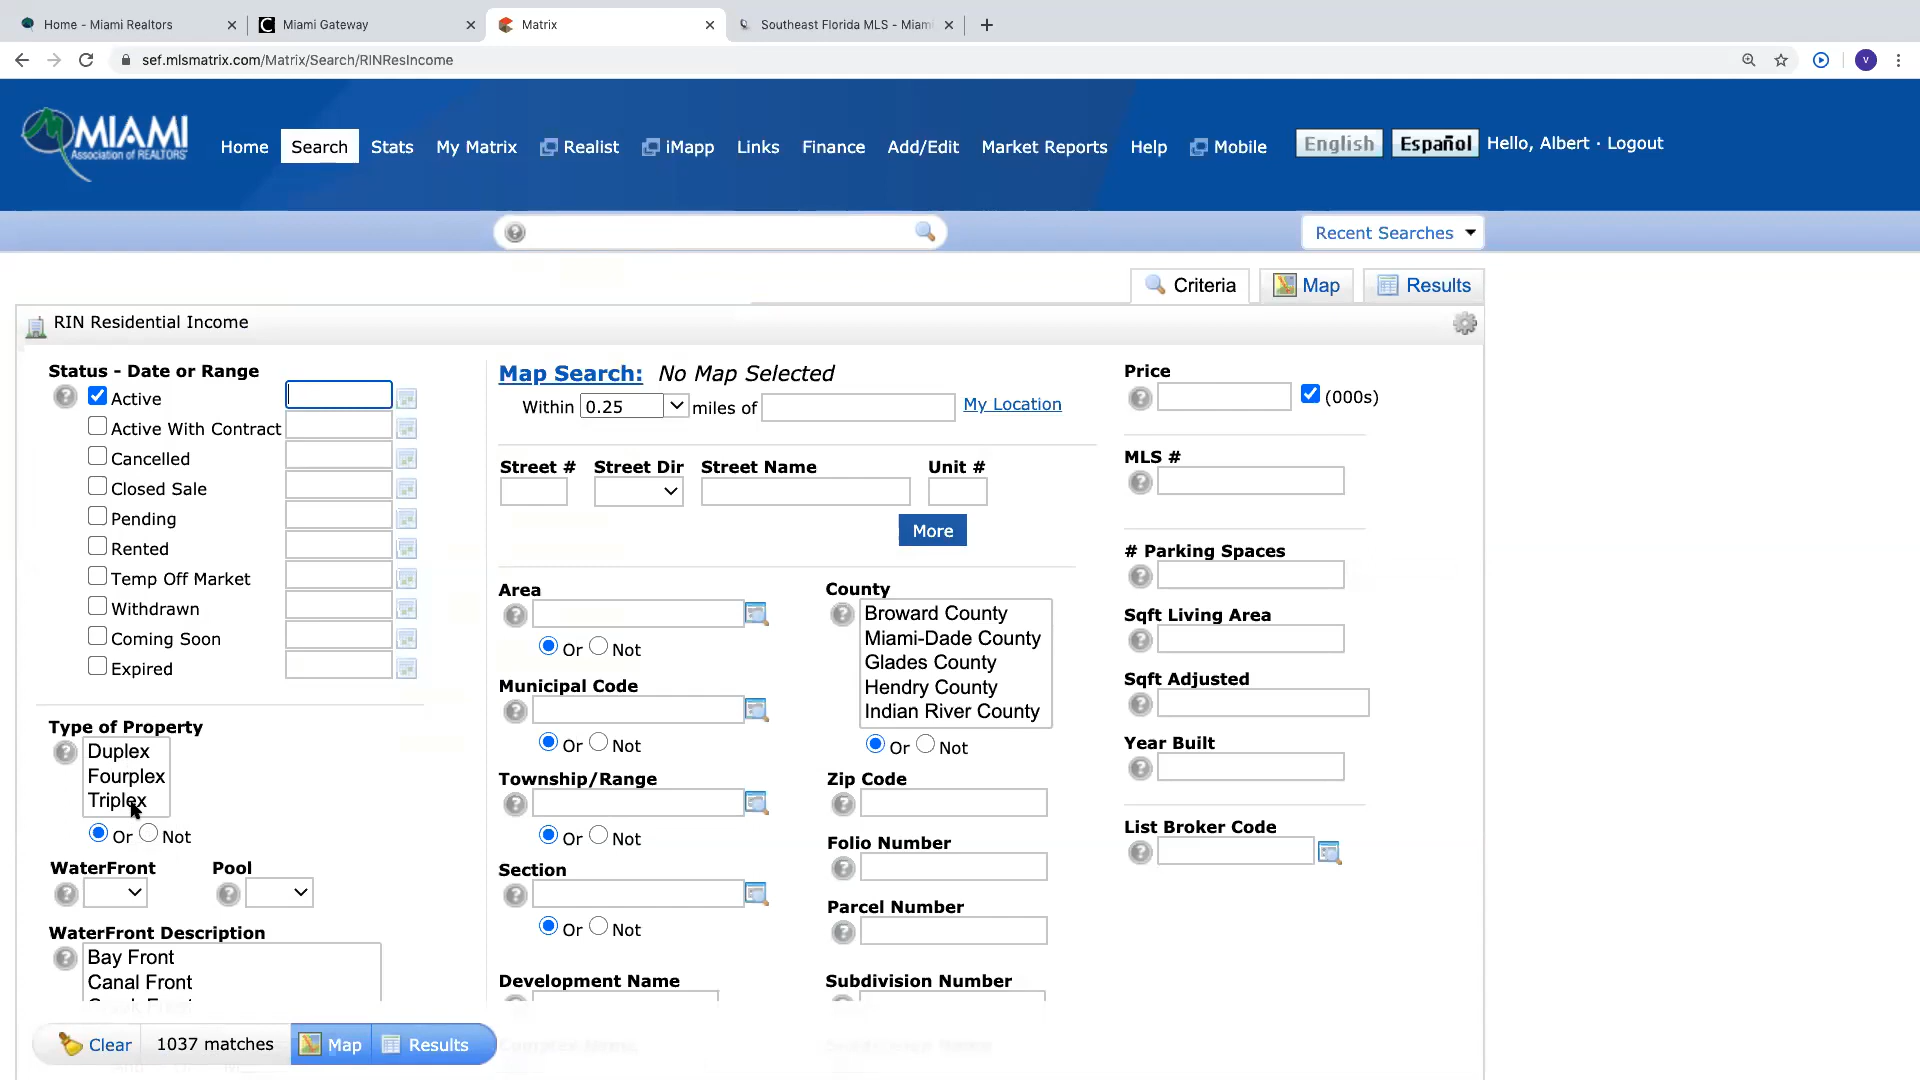 Home - Miami Realtors
Miami Gateway
Matrix
Southeast Florida MLS - Miami
sef.mlsmatrix.com/Matrix/Search/RINResIncome
V
MIAMI
Association of REALTORS®
Home
Search
Stats
My Matrix
Realist
iMapp
Links
Finance
Add/Edit
Market Reports
Help
Mobile
English
Español
Hello, Albert · Logout
Recent Searches
Criteria
Map
Results
RIN Residential Income
Status - Date or Range
Active
Active With Contract
Cancelled
Closed Sale
Pending
Rented
Temp Off Market
Withdrawn
Coming Soon
Expired
Type of Property
Duplex
Fourplex
Triplex
Or Not
WaterFront Pool
WaterFront Description
Bay Front
Canal Front
Map Search: No Map Selected
Within 0.25 miles of My Location
Street # Street Dir Street Name Unit #
More
Area
Or Not
Municipal Code
Or Not
Township/Range
Or Not
Section
Or Not
Development Name
County
Broward County
Miami-Dade County
Glades County
Hendry County
Indian River County
Or Not
Zip Code
Folio Number
Parcel Number
Subdivision Number
Price
(000s)
MLS #
# Parking Spaces
Sqft Living Area
Sqft Adjusted
Year Built
List Broker Code
Clear
1037 matches
Map
Results